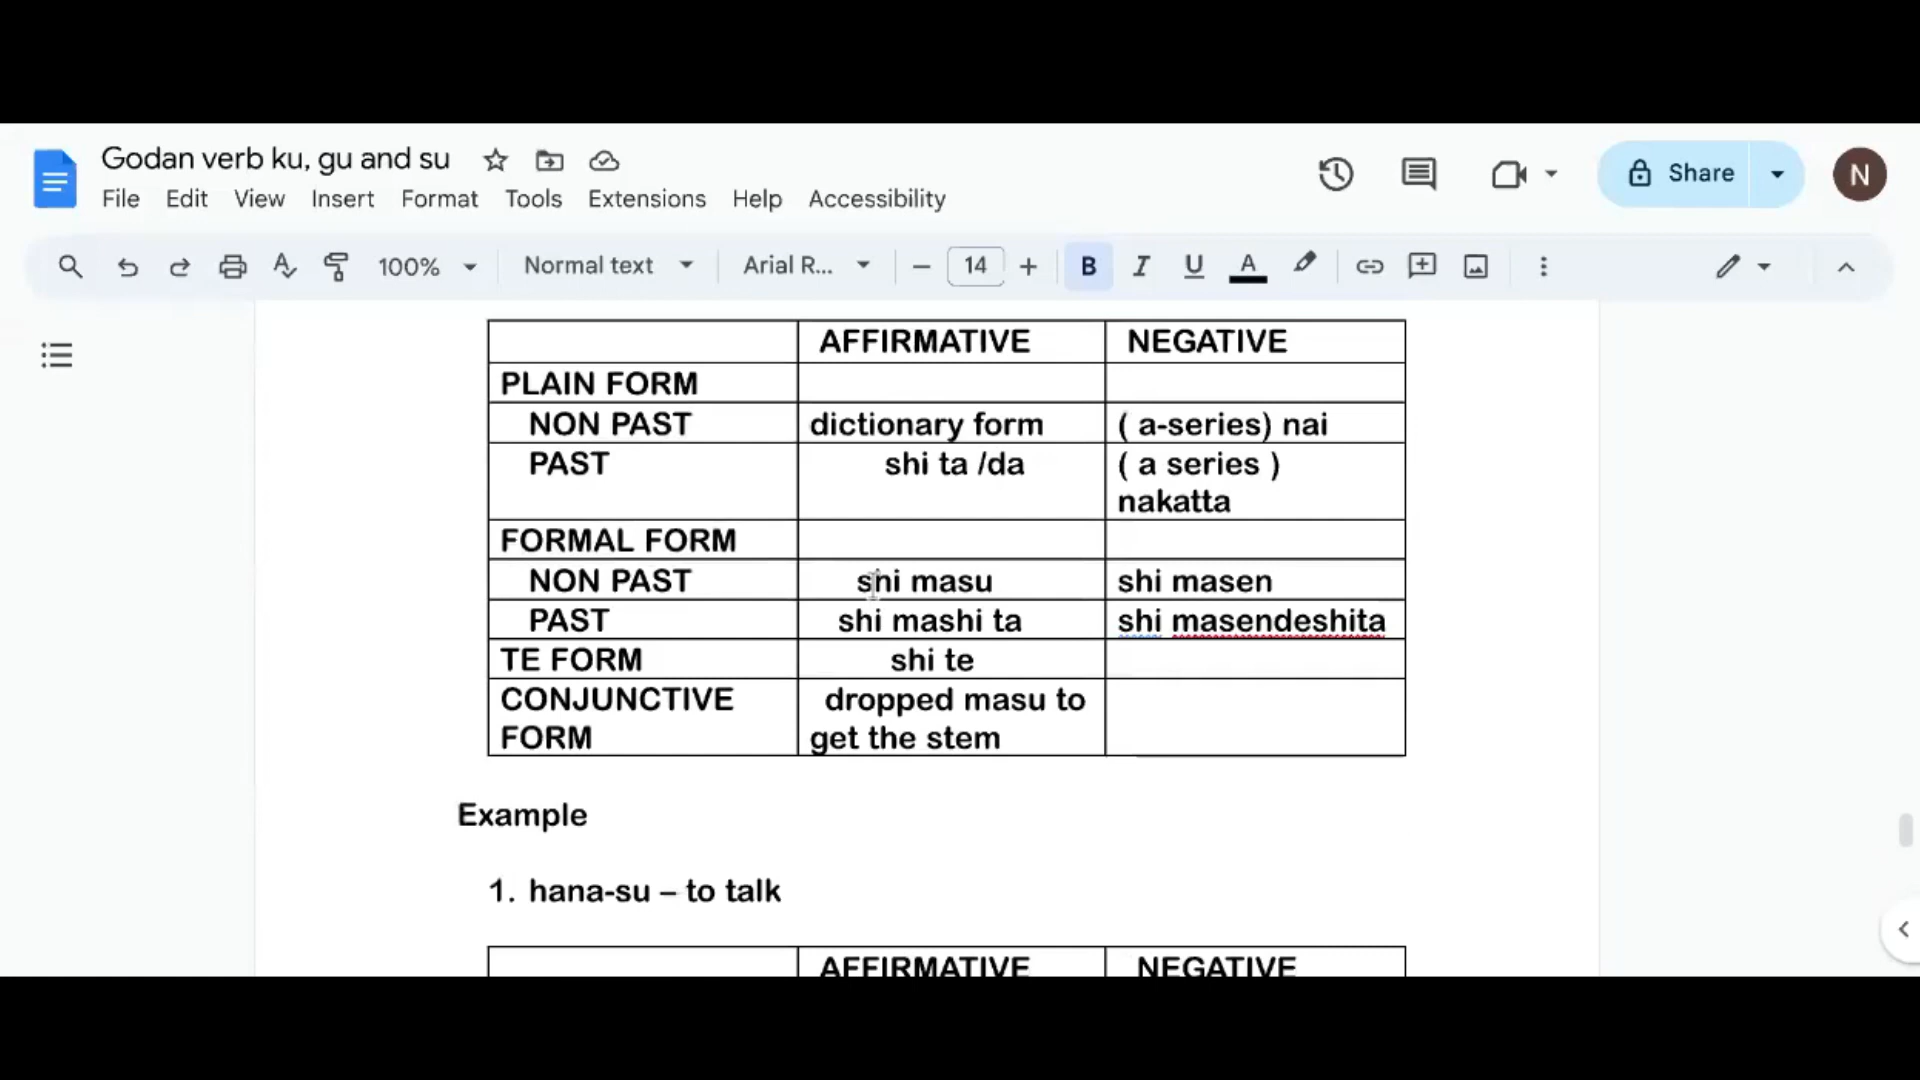 Godan verb ku, gu and su
File Edit View Insert Format Tools Extensions Help Accessibility
Share
N
100% Normal text Arial R... 14 B I U A
AFFIRMATIVE NEGATIVE
PLAIN FORM
NON PAST dictionary form ( a-series) nai
PAST shi ta /da ( a series )
nakatta
FORMAL FORM
NON PAST shi masu shi masen
PAST shi mashi ta shi masendeshita
TE FORM shi te
CONJUNCTIVE dropped masu to
FORM get the stem
Example
1. hana-su – to talk
AFFIRMATIVE NEGATIVE